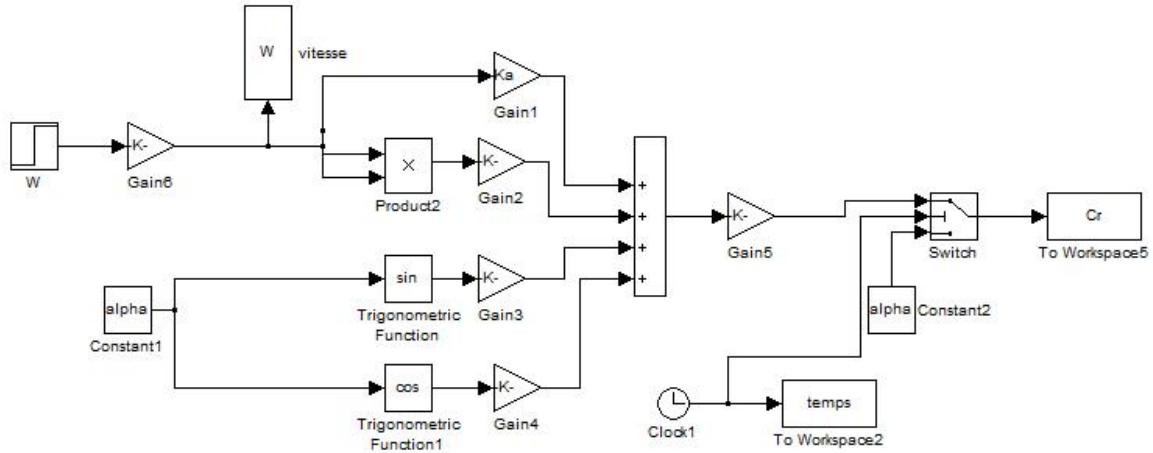 W
vitesse
Ka
Gain1
K-
Gain6
W
×
Product2
K-
Gain2
+
+
+
+
K-
Gain5
Switch
Cr
To Workspace5
sin
Trigonometric
Function
K-
Gain3
alpha
Constant1
alpha
Constant2
cos
Trigonometric
Function1
K-
Gain4
Clock1
temps
To Workspace2